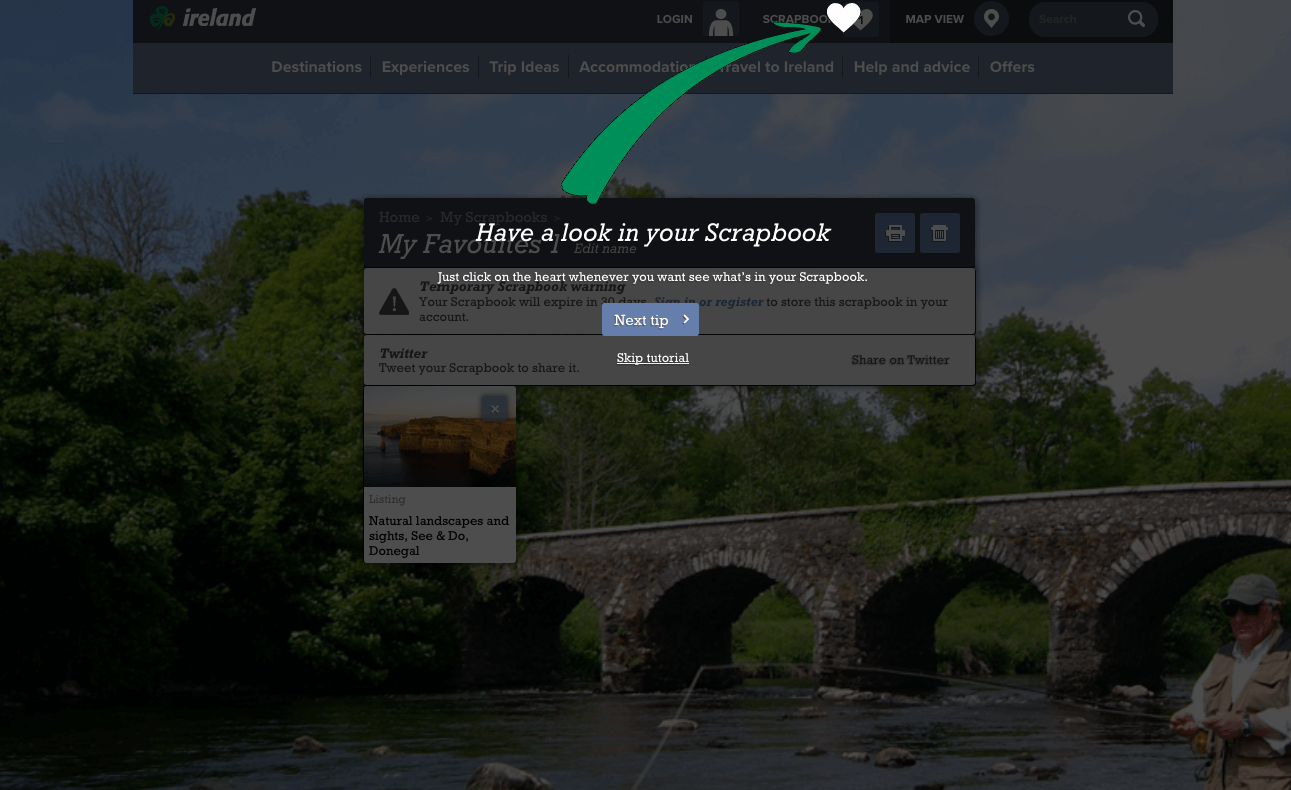 ireland
LOGIN
SCRAPBOOK
1
MAP VIEW
Search
Destinations
Experiences
Trip Ideas
Accommodation
Travel to Ireland
Help and advice
Offers
Home > My Scrapbooks >
Have a look in your Scrapbook
My Favourites 1
Edit name
Just click on the heart whenever you want see what's in your Scrapbook.
Temporary Scrapbook warning
Your Scrapbook will expire in 30 days. Sign in or register to store this scrapbook in your
account.
Next tip
Twitter
Tweet your Scrapbook to share it.
Skip tutorial
Share on Twitter
Listing
Natural landscapes and
sights, See & Do,
Donegal